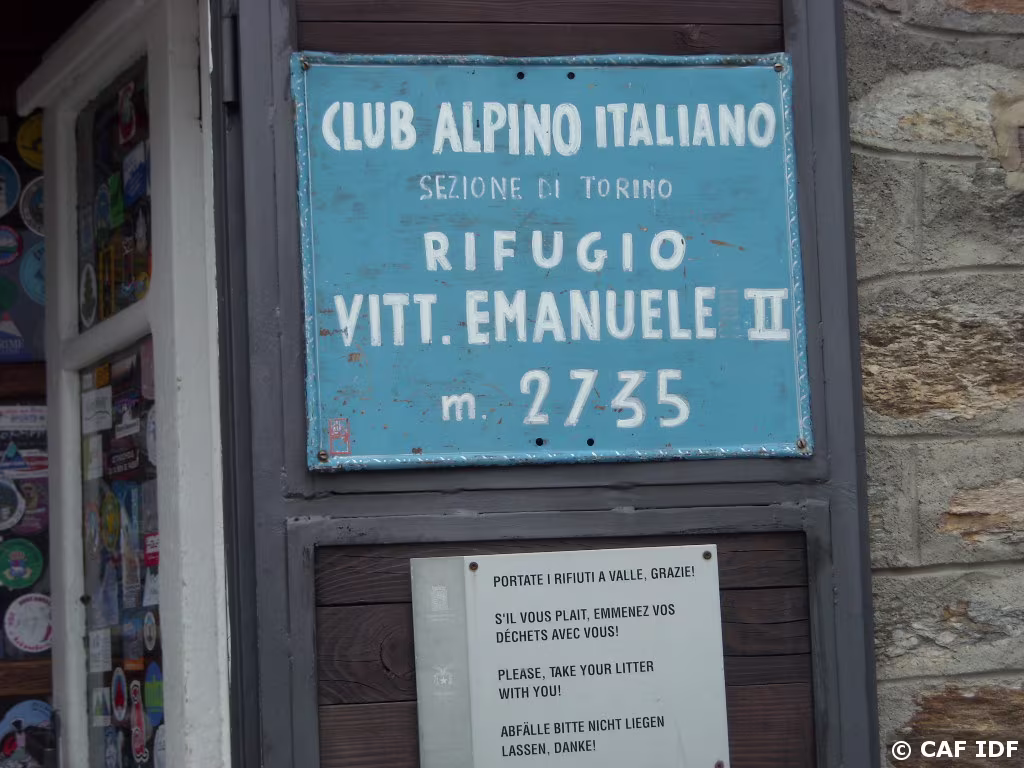 CLUB ALPINO ITALIANO
SEZIONE DI TORINO
RIFUGIO
VITT. EMANUELE II
m. 2735
PORTATE I RIFIUTI A VALLE, GRAZIE!
S'IL VOUS PLAIT, EMMENEZ VOS
DÉCHETS AVEC VOUS!
PLEASE, TAKE YOUR LITTER
WITH YOU!
ABFÄLLE BITTE NICHT LIEGEN
LASSEN, DANKE!
© CAF IDF